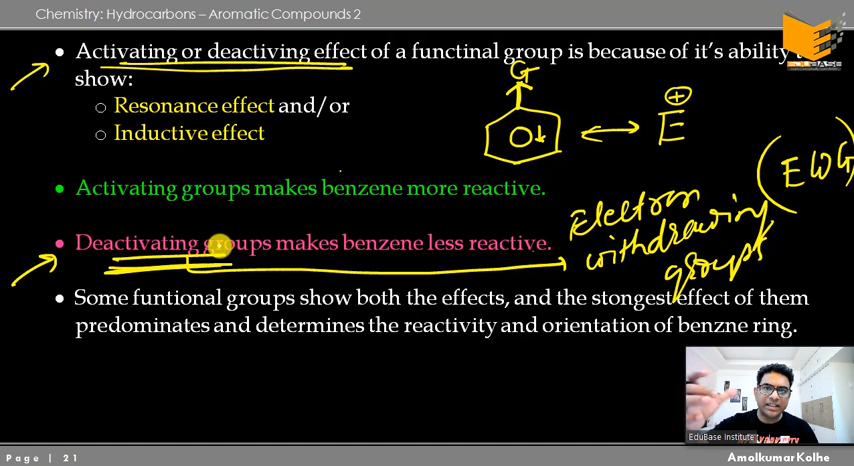 Chemistry: Hydrocarbons – Aromatic Compounds 2
EDUBASE
• Activating or deactiving effect of a functinal group is because of it's ability to
show:
G
o Resonance effect and/or
o Inductive effect
E⊕
(EWG)
• Activating groups makes benzene more reactive.
Electron
withdrawing
groups
• Deactivating groups makes benzene less reactive.
• Some funtional groups show both the effects, and the stongest effect of them
predominates and determines the reactivity and orientation of benzne ring.
EduBase Institute
Page | 21
AmolkumarKolhe